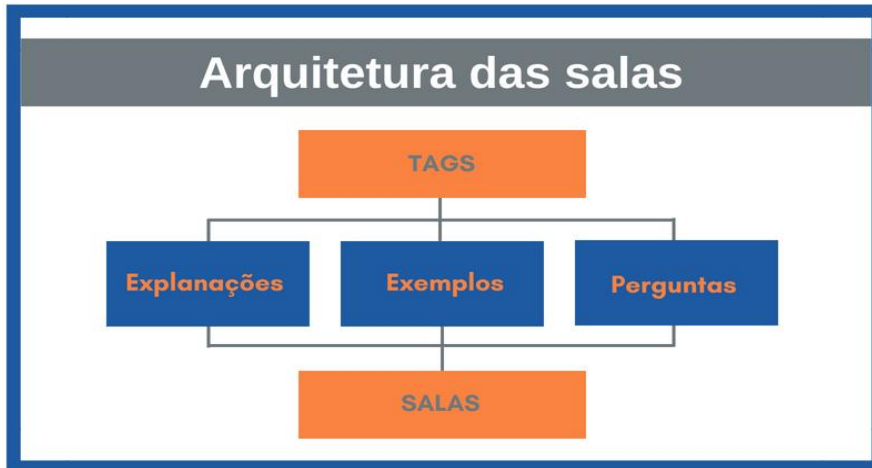 Arquitetura das salas
TAGS
Explanações
Exemplos
Perguntas
SALAS